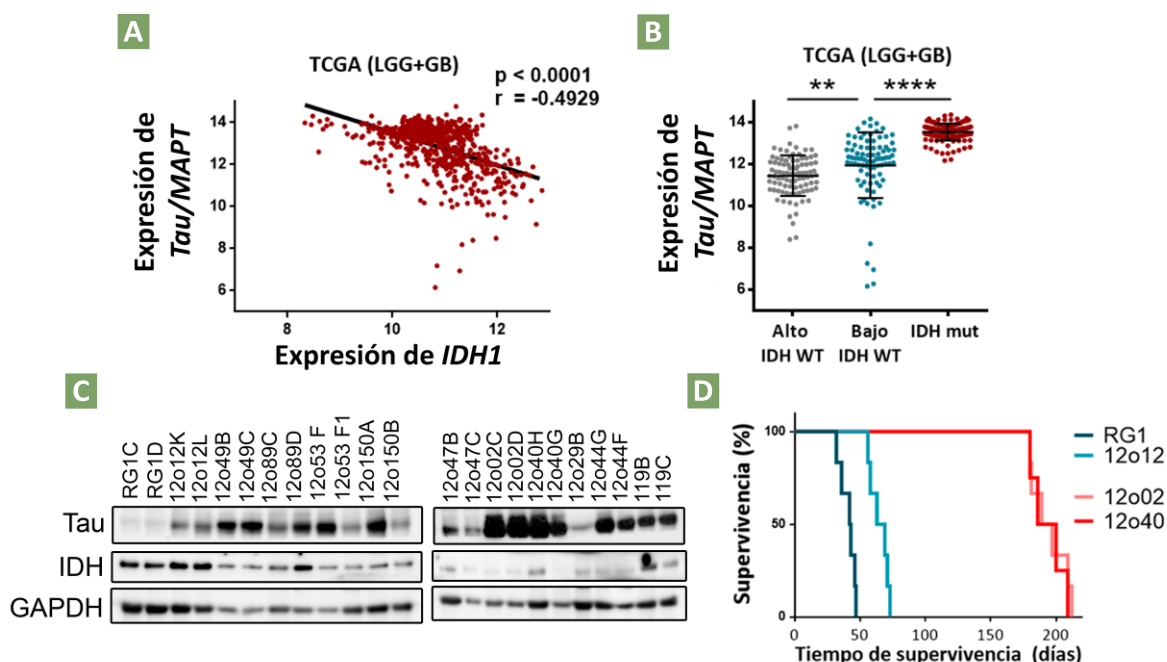 A
TCGA (LGG+GB)
p < 0.0001
r = -0.4929
Expresión de
Tau/MAPT
14
12
10
8
6
8
10
12
Expresión de IDH1
B
TCGA (LGG+GB)
**
****
Expresión de
Tau/MAPT
14
12
10
8
6
Alto
IDH WT
Bajo
IDH WT
IDH mut
C
RG1C
RG1D
12o12K
12o12L
12o49B
12o49C
12o89C
12o89D
12o53 F
12o53 F1
12o150A
12o150B
12o47B
12o47C
12o02C
12o02D
12o40H
12o40G
12o29B
12o44G
12o44F
119B
119C
Tau
IDH
GAPDH
D
Supervivencia (%)
100
50
0
0
50
100
150
200
Tiempo de supervivencia (días)
RG1
12o12
12o02
12o40